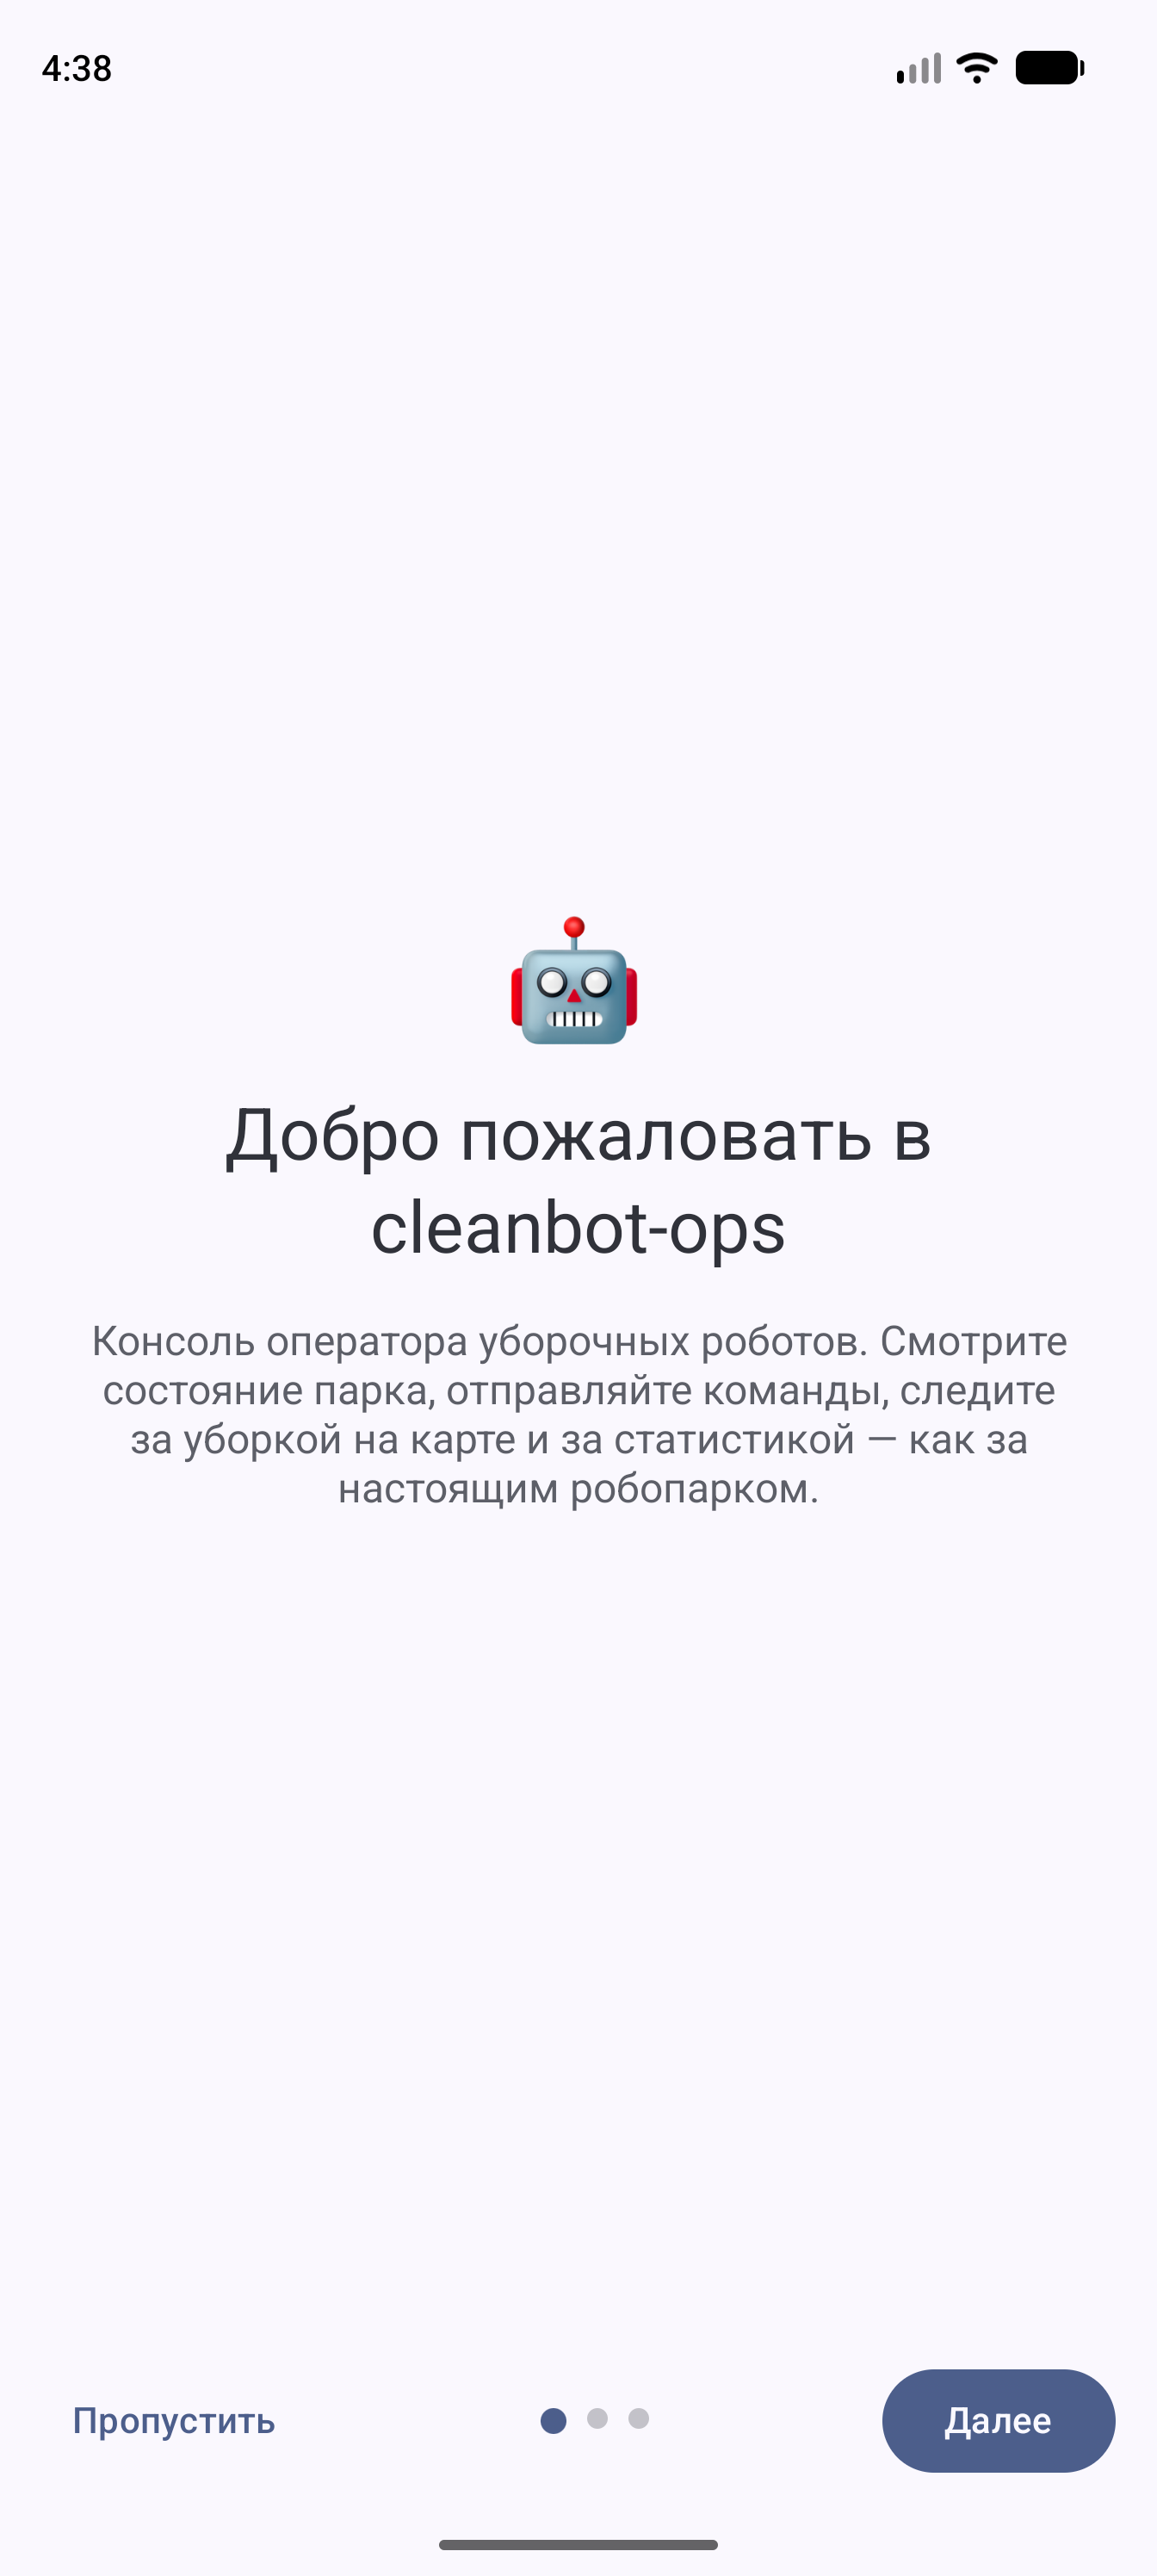 4:38
Добро пожаловать в
cleanbot-ops
Консоль оператора уборочных роботов. Смотрите
состояние парка, отправляйте команды, следите
за уборкой на карте и за статистикой — как за
настоящим робопарком.
Пропустить
Далее